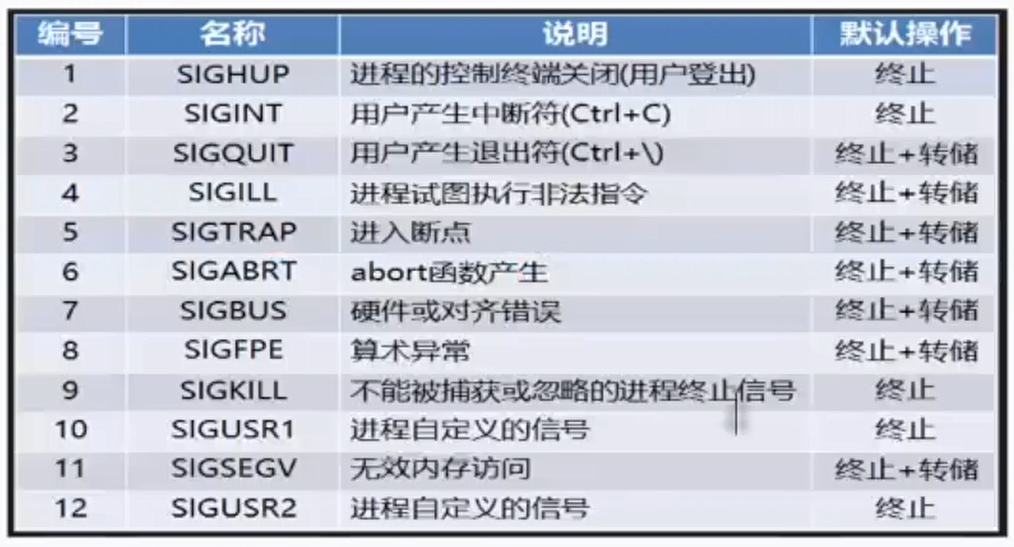 编号 名称 说明 默认操作
1 SIGHUP 进程的控制终端关闭(用户登出) 终止
2 SIGINT 用户产生中断符(Ctrl+C) 终止
3 SIGQUIT 用户产生退出符(Ctrl+\) 终止+转储
4 SIGILL 进程试图执行非法指令 终止+转储
5 SIGTRAP 进入断点 终止+转储
6 SIGABRT abort函数产生 终止+转储
7 SIGBUS 硬件或对齐错误 终止+转储
8 SIGFPE 算术异常 终止+转储
9 SIGKILL 不能被捕获或忽略的进程终止信号 终止
10 SIGUSR1 进程自定义的信号 终止
11 SIGSEGV 无效内存访问 终止+转储
12 SIGUSR2 进程自定义的信号 终止